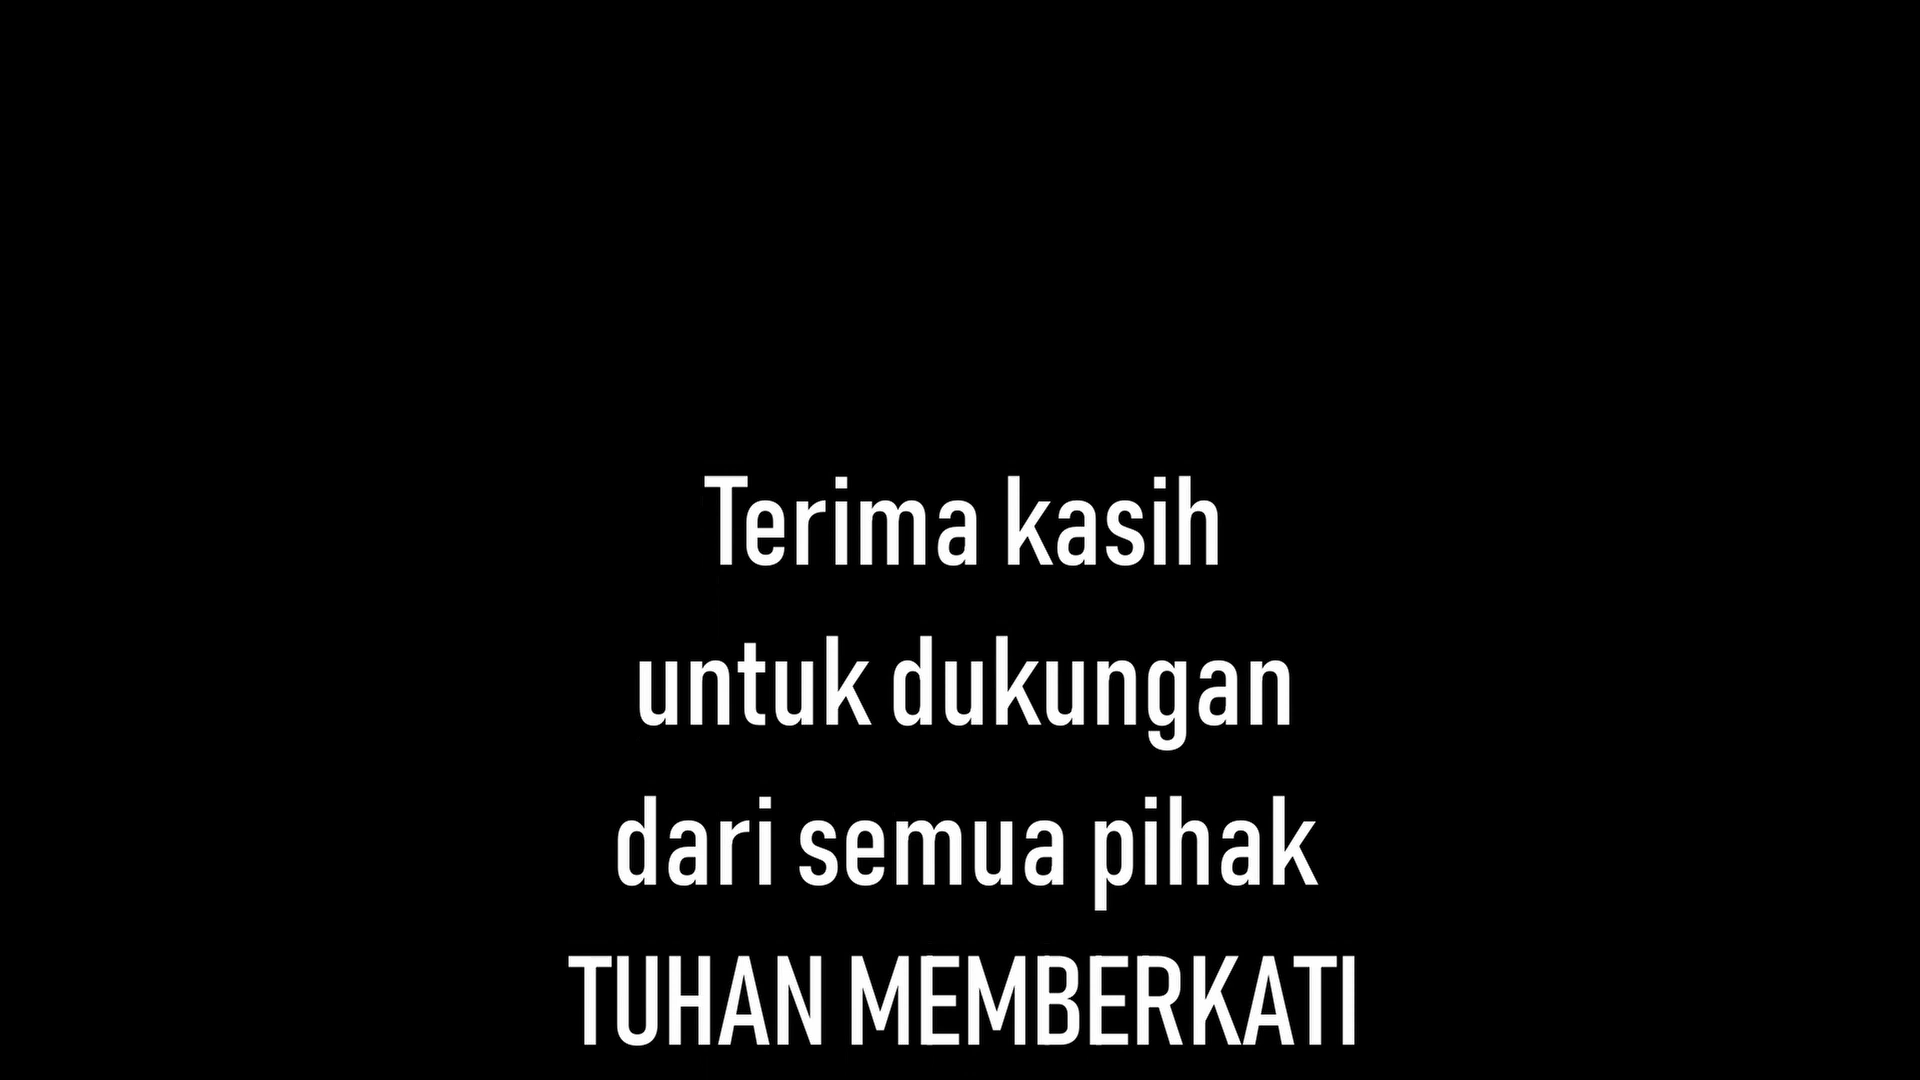 Terima kasih
untuk dukungan
dari semua pihak
TUHAN MEMBERKATI